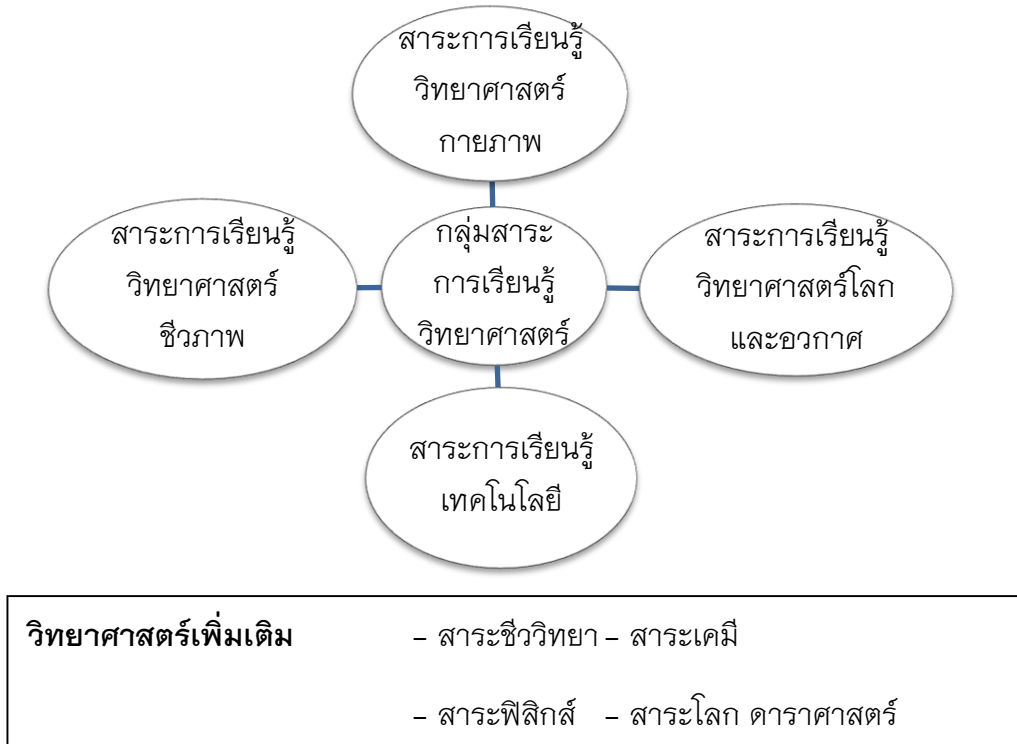 สาระการเรียนรู้
วิทยาศาสตร์
กายภาพ
สาระการเรียนรู้
วิทยาศาสตร์
ชีวภาพ
กลุ่มสาระ
การเรียนรู้
วิทยาศาสตร์
สาระการเรียนรู้
วิทยาศาสตร์โลก
และอวกาศ
สาระการเรียนรู้
เทคโนโลยี
วิทยาศาสตร์เพิ่มเติม – สาระชีววิทยา – สาระเคมี
– สาระฟิสิกส์ – สาระโลก ดาราศาสตร์